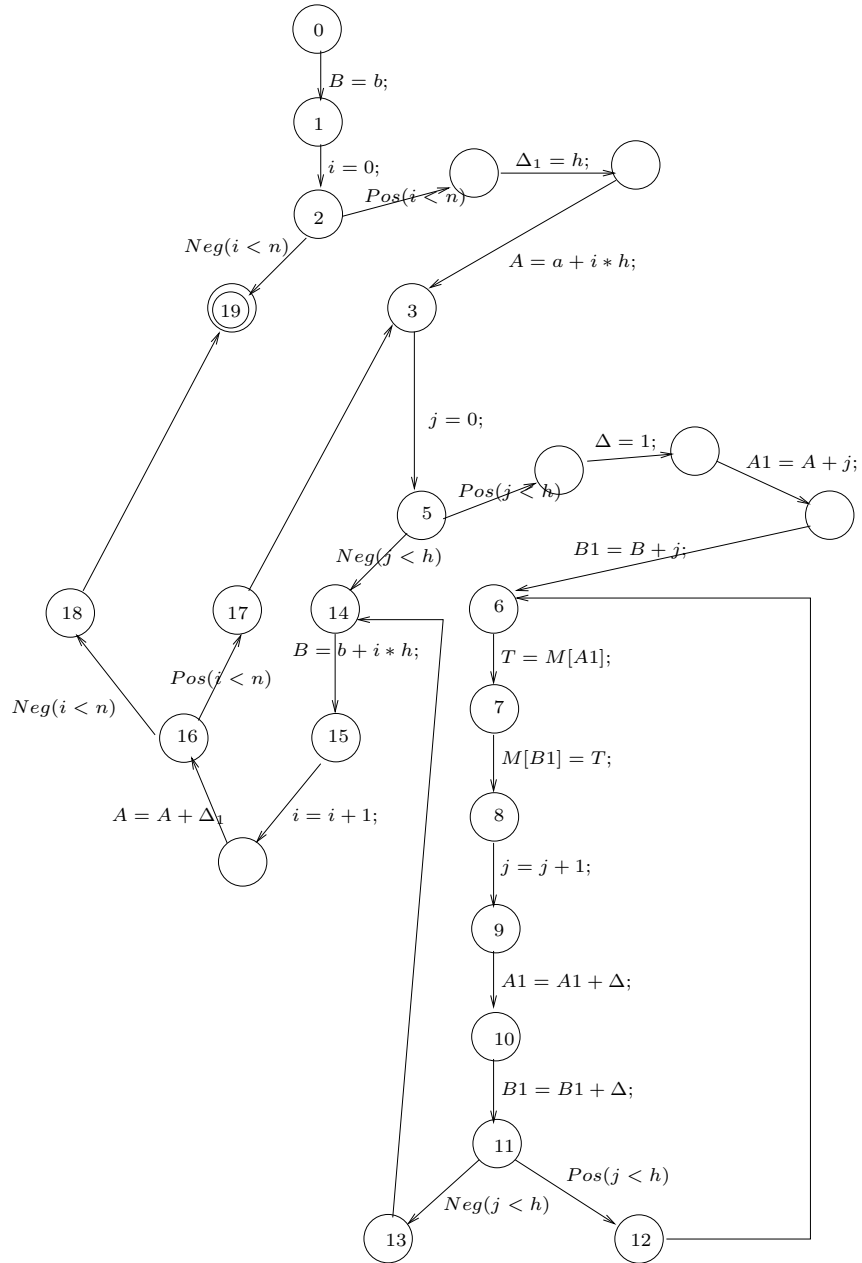 0
B = b;
1
i = 0;
2
Pos(i < n)
Δ₁ = h;
Neg(i < n)
A = a + i ∗ h;
19
3
j = 0;
Δ = 1;
A1 = A + j;
Pos(j < h)
5
B1 = B + j;
Neg(j < h)
18
17
14
6
B = b + i ∗ h;
T = M[A1];
Pos(i < n)
Neg(i < n)
16
15
7
M[B1] = T;
A = A + Δ₁
i = i + 1;
8
j = j + 1;
9
A1 = A1 + Δ;
10
B1 = B1 + Δ;
11
Pos(j < h)
Neg(j < h)
13
12